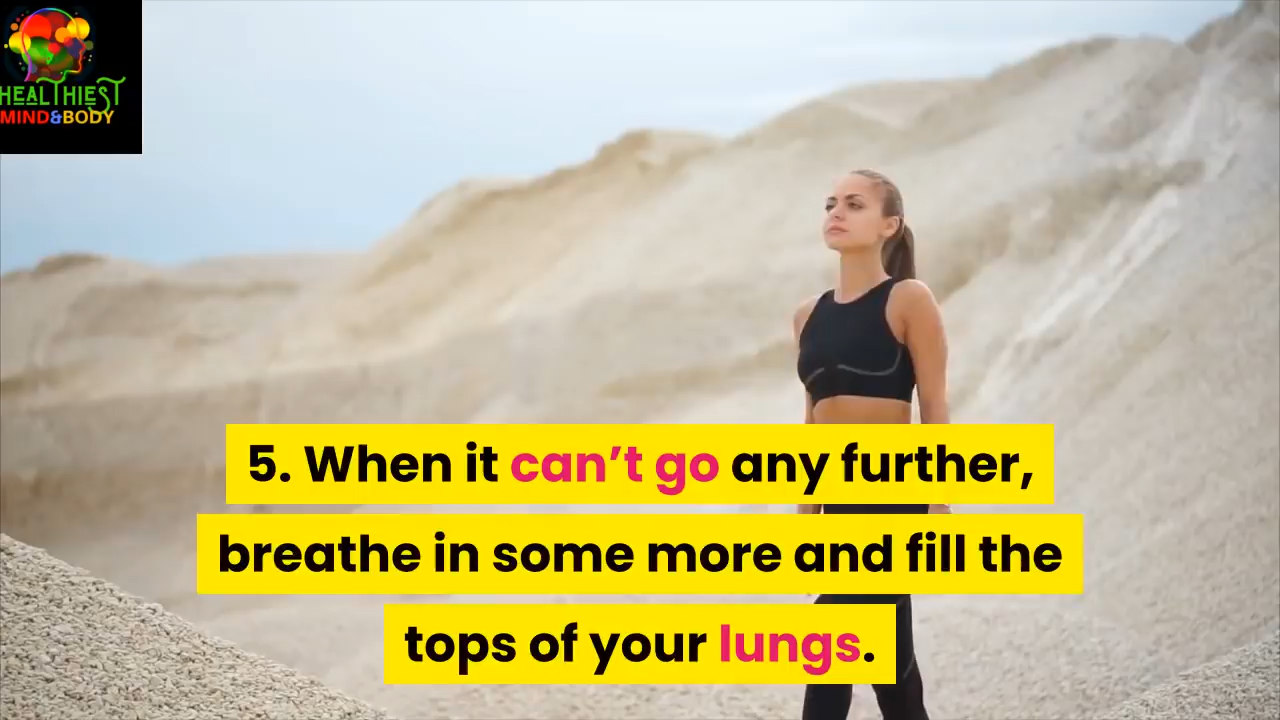 HEALTHIEST
MIND&BODY
5. When it can’t go any further,
breathe in some more and fill the
tops of your lungs.